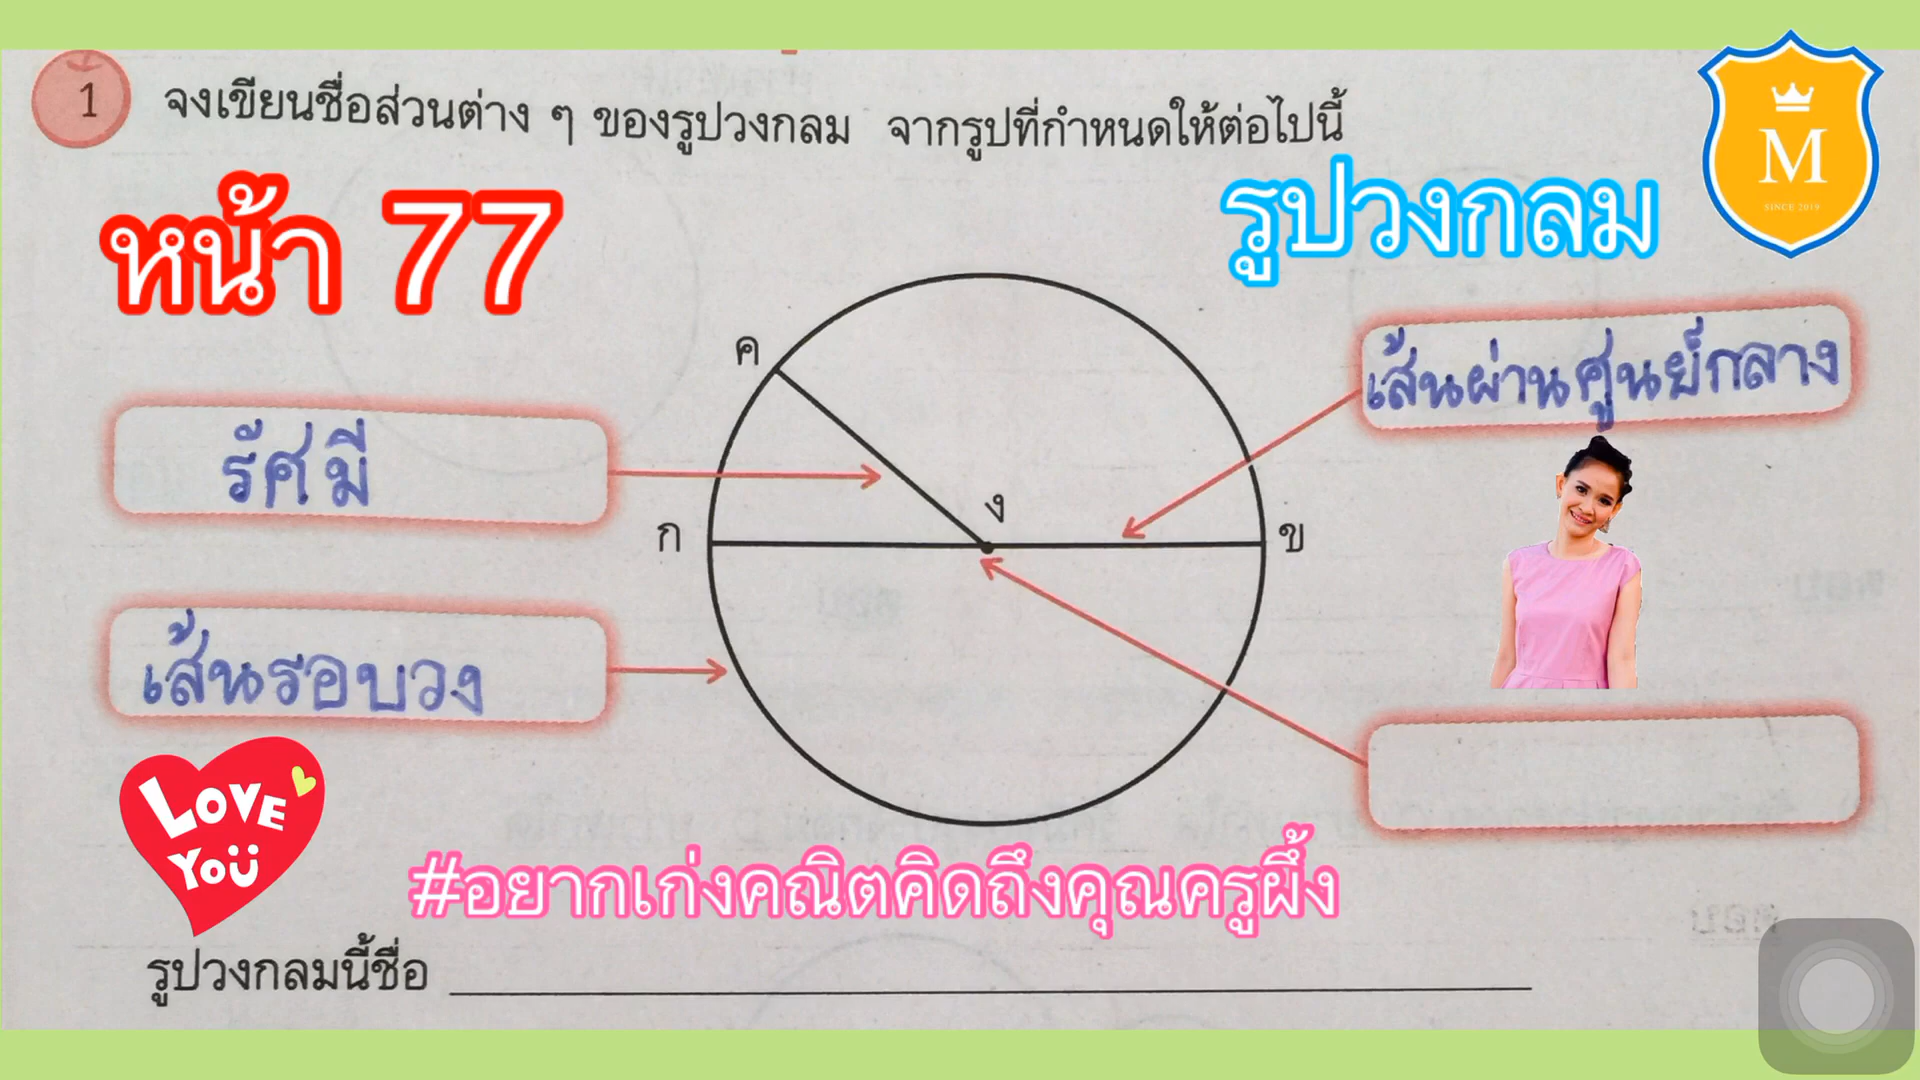 1 จงเขียนชื่อส่วนต่าง ๆ ของรูปวงกลม จากรูปที่กำหนดให้ต่อไปนี้
หน้า 77
รูปวงกลม
M
SINCE 2019
ค
เส้นผ่านศูนย์กลาง
รัศมี
ง
ก
ข
เส้นรอบวง
LOVE
YOU
#อยากเก่งคณิตคิดถึงคุณครูผึ้ง
รูปวงกลมนี้ชื่อ